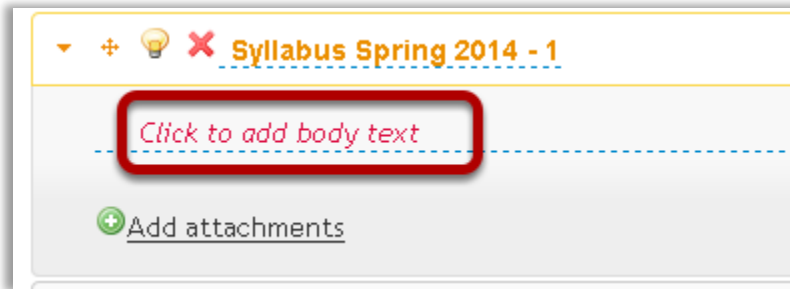 Syllabus Spring 2014 - 1
Click to add body text
Add attachments